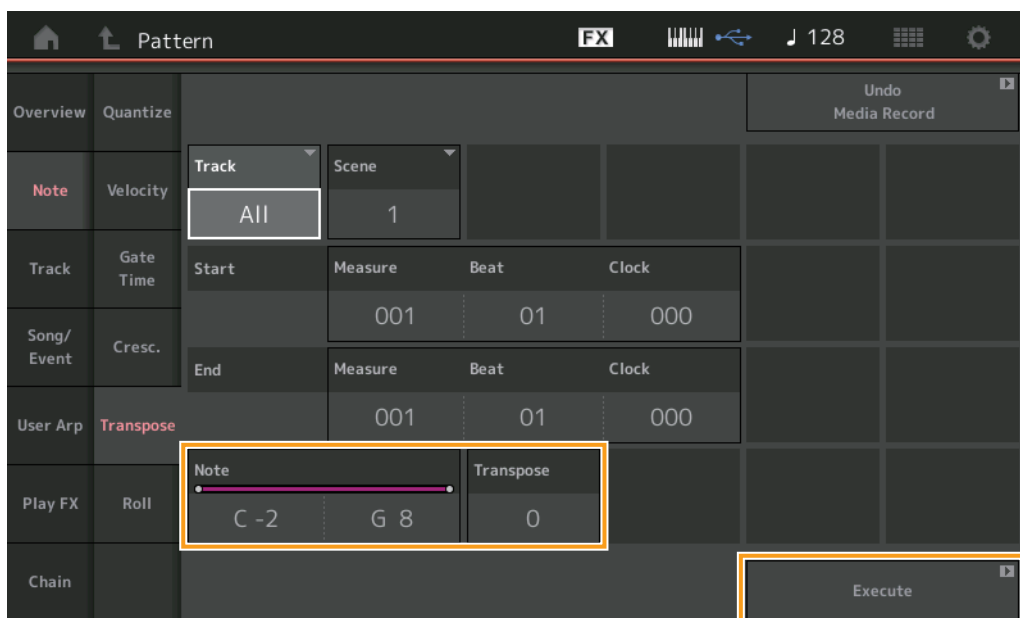 Pattern
FX
♩ 128
Undo
Media Record
Overview
Quantize
Track
Scene
Note
Velocity
All
1
Track
Gate
Time
Start
Measure
Beat
Clock
001
01
000
Song/
Event
Cresc.
End
Measure
Beat
Clock
001
01
000
User Arp
Transpose
Note
Transpose
Play FX
Roll
C -2
G 8
0
Chain
Execute